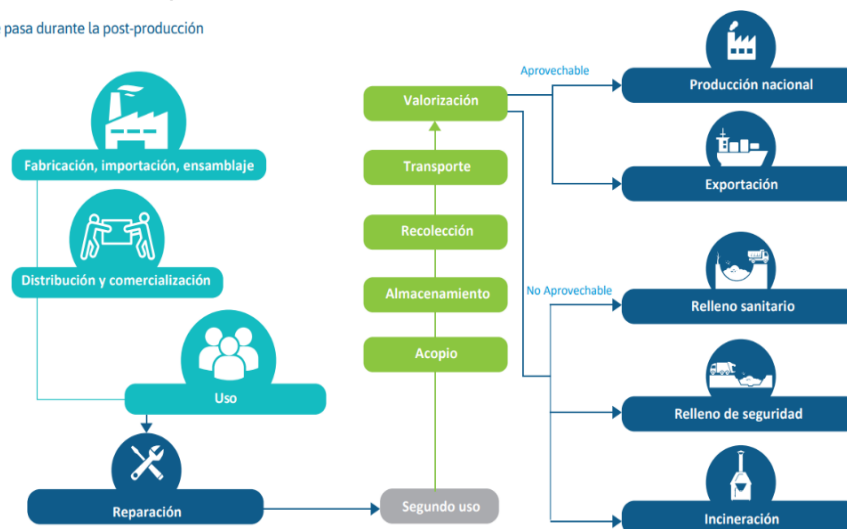 pasa durante la post-producción
Fabricación, importación, ensamblaje
Distribución y comercialización
Uso
Reparación
Segundo uso
Valorización
Transporte
Recolección
Almacenamiento
Acopio
Aprovechable
Producción nacional
Exportación
No Aprovechable
Relleno sanitario
Relleno de seguridad
Incineración